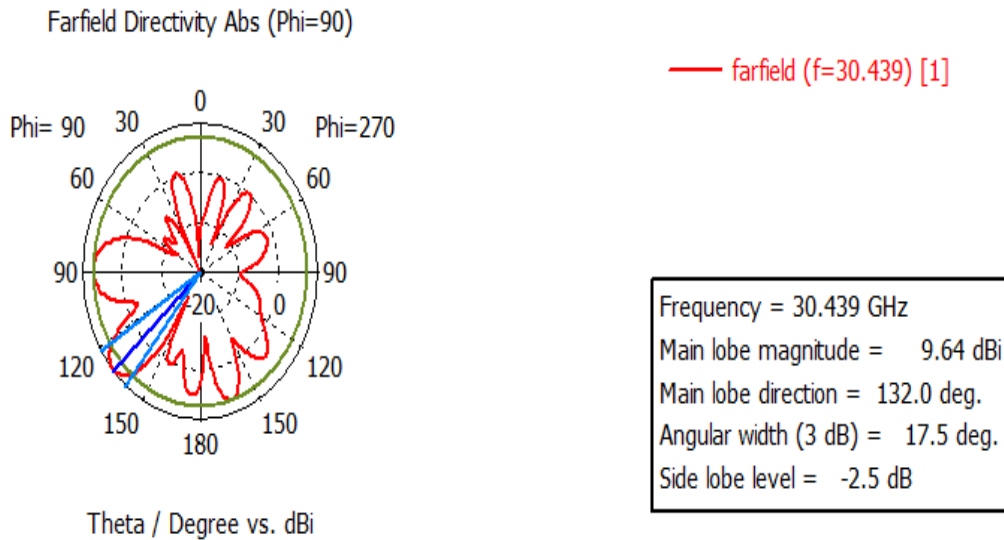 Farfield Directivity Abs (Phi=90)
farfield (f=30.439) [1]
0
Phi= 90 30 30 Phi=270
60 60
90 90
-20 0
120 120
150 150
180
Theta / Degree vs. dBi
Frequency = 30.439 GHz
Main lobe magnitude = 9.64 dBi
Main lobe direction = 132.0 deg.
Angular width (3 dB) = 17.5 deg.
Side lobe level = -2.5 dB